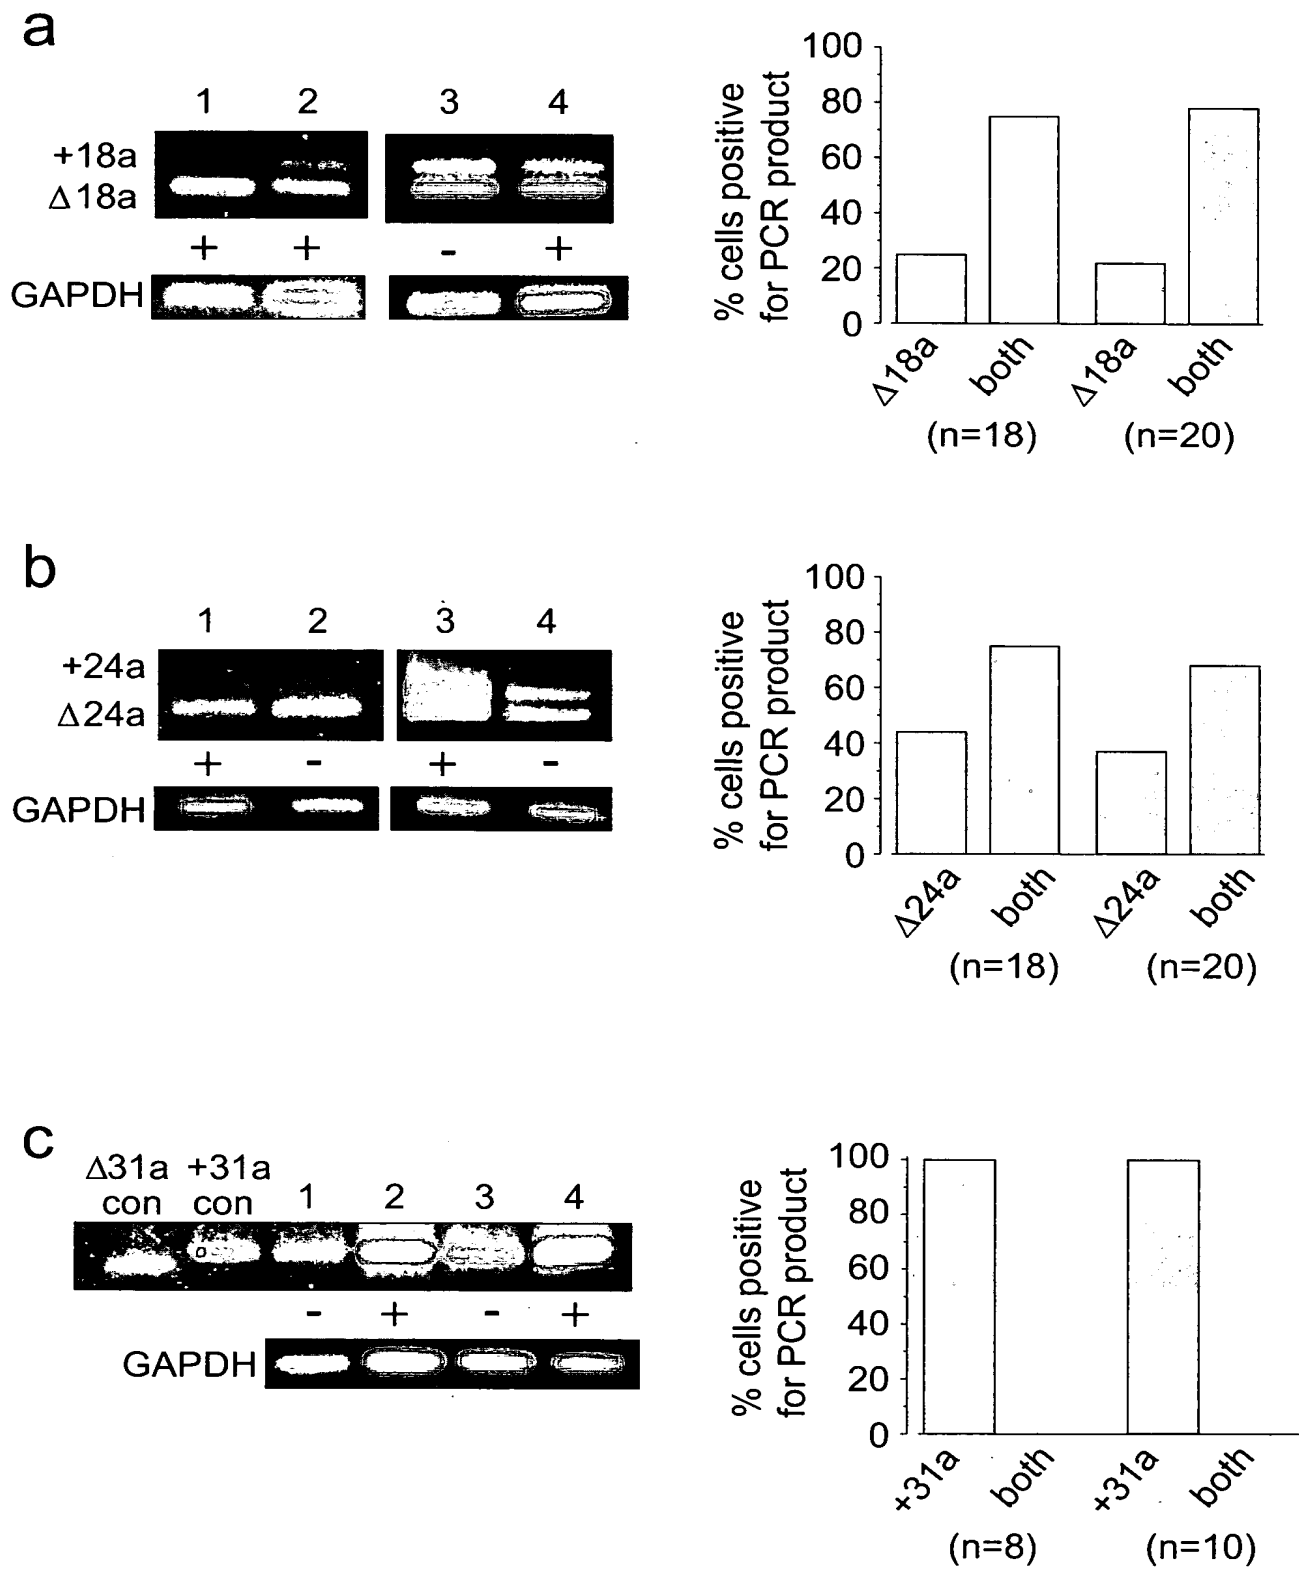 a
1 2 3 4
+18a
Δ18a
+ + - +
GAPDH
% cells positive
for PCR product
100
80
60
40
20
0
Δ18a both Δ18a both
(n=18) (n=20)
b
1 2 3 4
+24a
Δ24a
+ - + -
GAPDH
% cells positive
for PCR product
100
80
60
40
20
0
Δ24a both Δ24a both
(n=18) (n=20)
c
Δ31a +31a
con con 1 2 3 4
- + - +
GAPDH
% cells positive
for PCR product
100
80
60
40
20
0
+31a both +31a both
(n=8) (n=10)